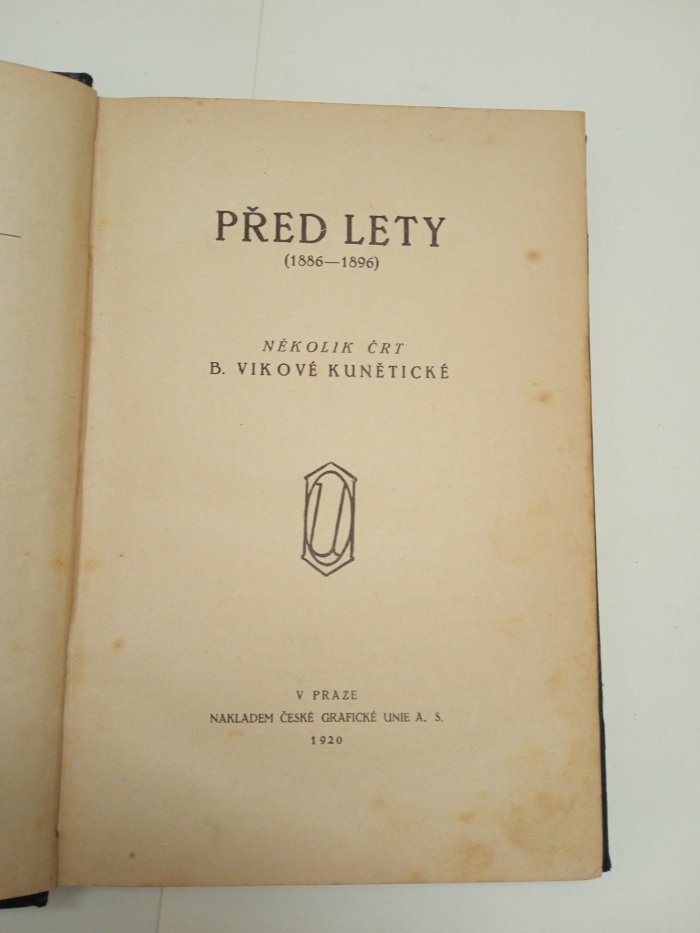 PŘED LETY
(1886—1896)
NĚKOLIK ČRT
B. VIKOVÉ KUNĚTICKÉ
U
V PRAZE
NAKLADEM ČESKÉ GRAFICKÉ UNIE A. S.
1920